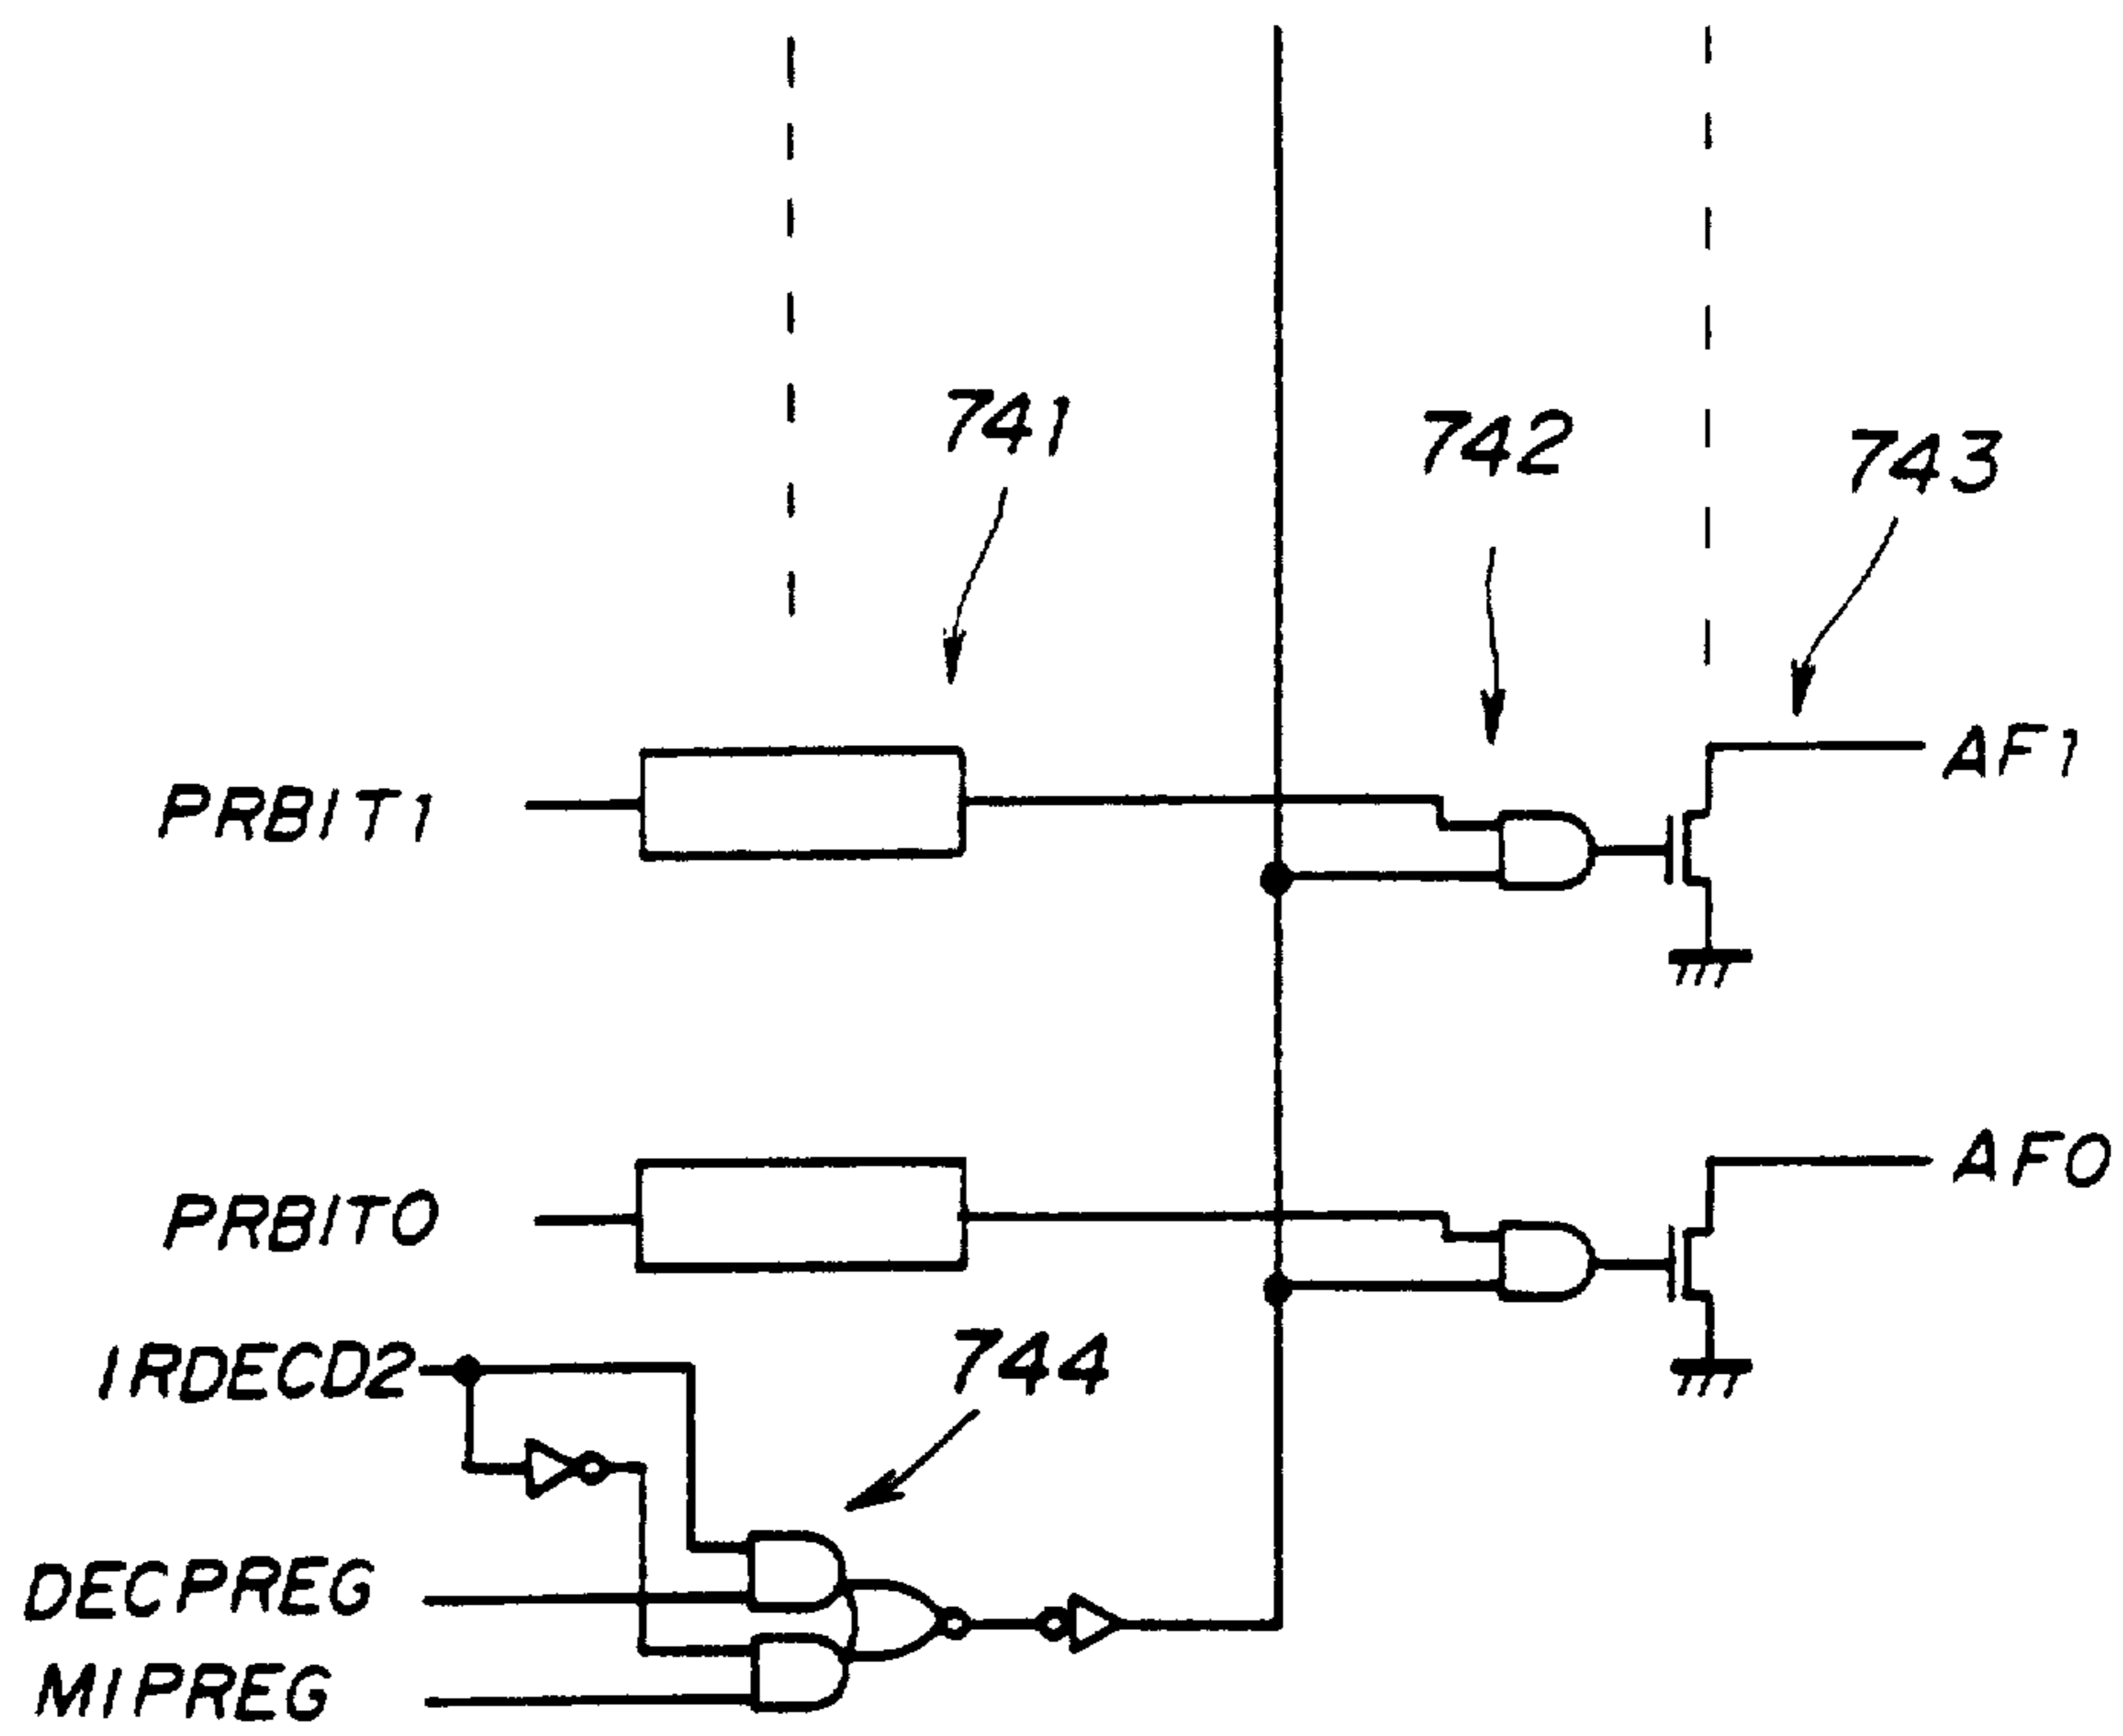 741
742
743
AF1
PRBIT1
AF0
PRBIT0
744
IRDECD2
DECPREG
MIPREG